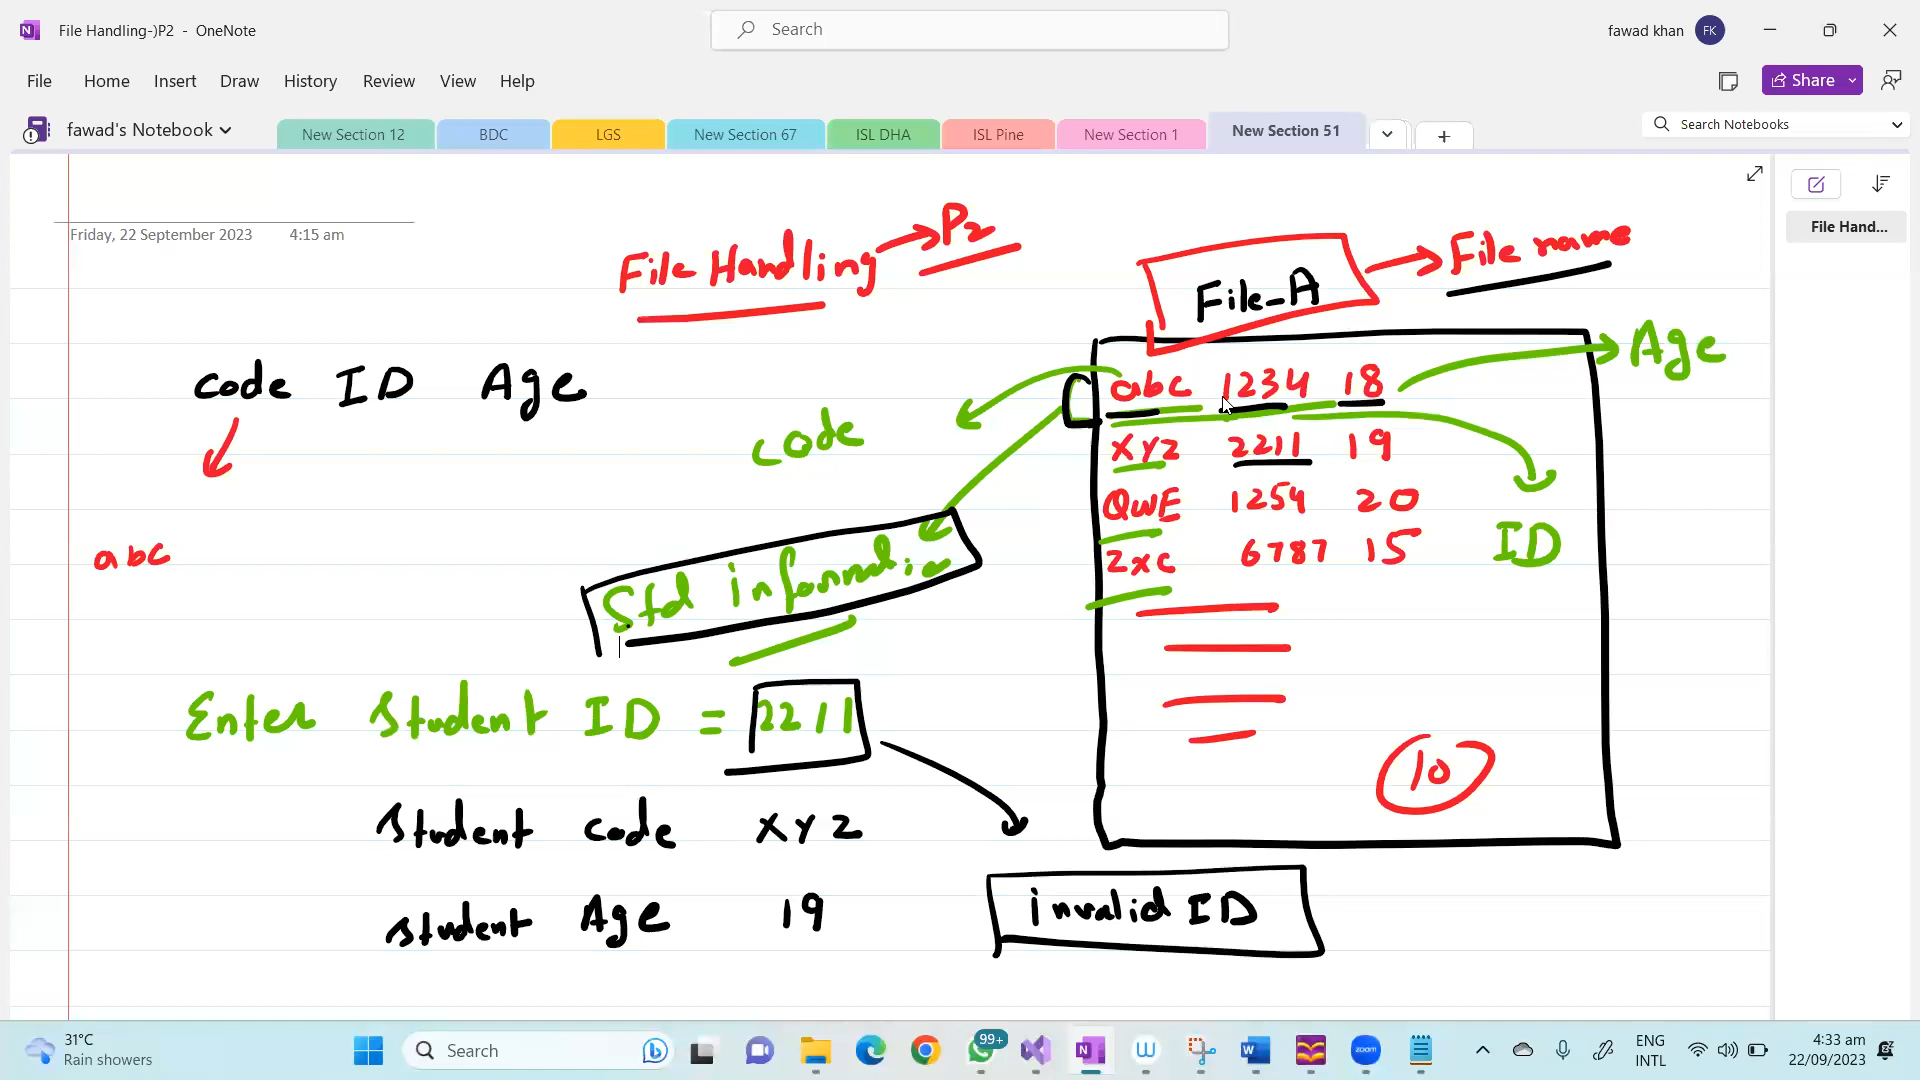 File Handling-)P2 - OneNote
Search
fawad khan
FK
File
Home
Insert
Draw
History
Review
View
Help
Share
fawad's Notebook
New Section 12
BDC
LGS
New Section 67
ISL DHA
ISL Pine
New Section 1
New Section 51
+
Search Notebooks
File Hand...
Friday, 22 September 2023 4:15 am
File Handling → P2
File-A → File name
code ID Age
abc
abc 1234 18
xyz 2211 19
QWE 1254 20
zxc 6787 15
Age
code
ID
10
Std informatio
Enter Student ID = 2211
Student code xyz
Student Age 19
invalid ID
31°C
Rain showers
Search
99+
zoom
ENG
INTL
4:33 am
22/09/2023